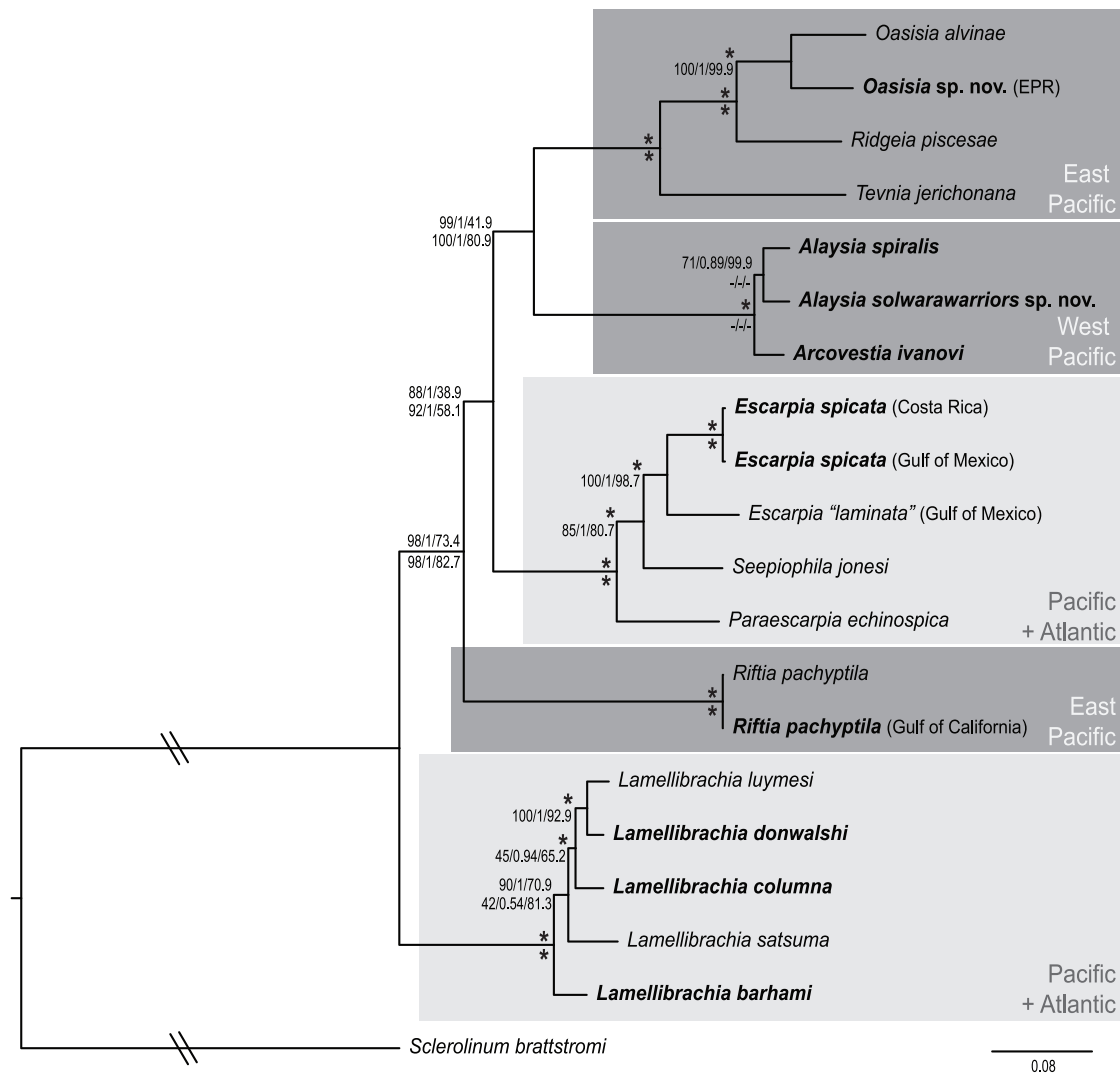 Oasisia alvinae
*
100/1/99.9
Oasisia sp. nov. (EPR)
*
*
Ridgeia piscesae
*
*
Tevnia jerichonana
East
Pacific
99/1/41.9
100/1/80.9
Alaysia spiralis
71/0.89/99.9
-/-/-
Alaysia solwarawarriors sp. nov.
*
-/-/-
West
Pacific
Arcovestia ivanovi
88/1/38.9
92/1/58.1
Escarpia spicata (Costa Rica)
*
*
Escarpia spicata (Gulf of Mexico)
*
100/1/98.7
Escarpia “laminata” (Gulf of Mexico)
*
85/1/80.7
Seepiophila jonesi
*
*
Paraescarpia echinospica
Pacific
+ Atlantic
98/1/73.4
98/1/82.7
Riftia pachyptila
*
*
Riftia pachyptila (Gulf of California)
East
Pacific
Lamellibrachia luymesi
*
100/1/92.9
Lamellibrachia donwalshi
*
45/0.94/65.2
Lamellibrachia columna
90/1/70.9
42/0.54/81.3
Lamellibrachia satsuma
*
*
Lamellibrachia barhami
Pacific
+ Atlantic
Sclerolinum brattstromi
0.08